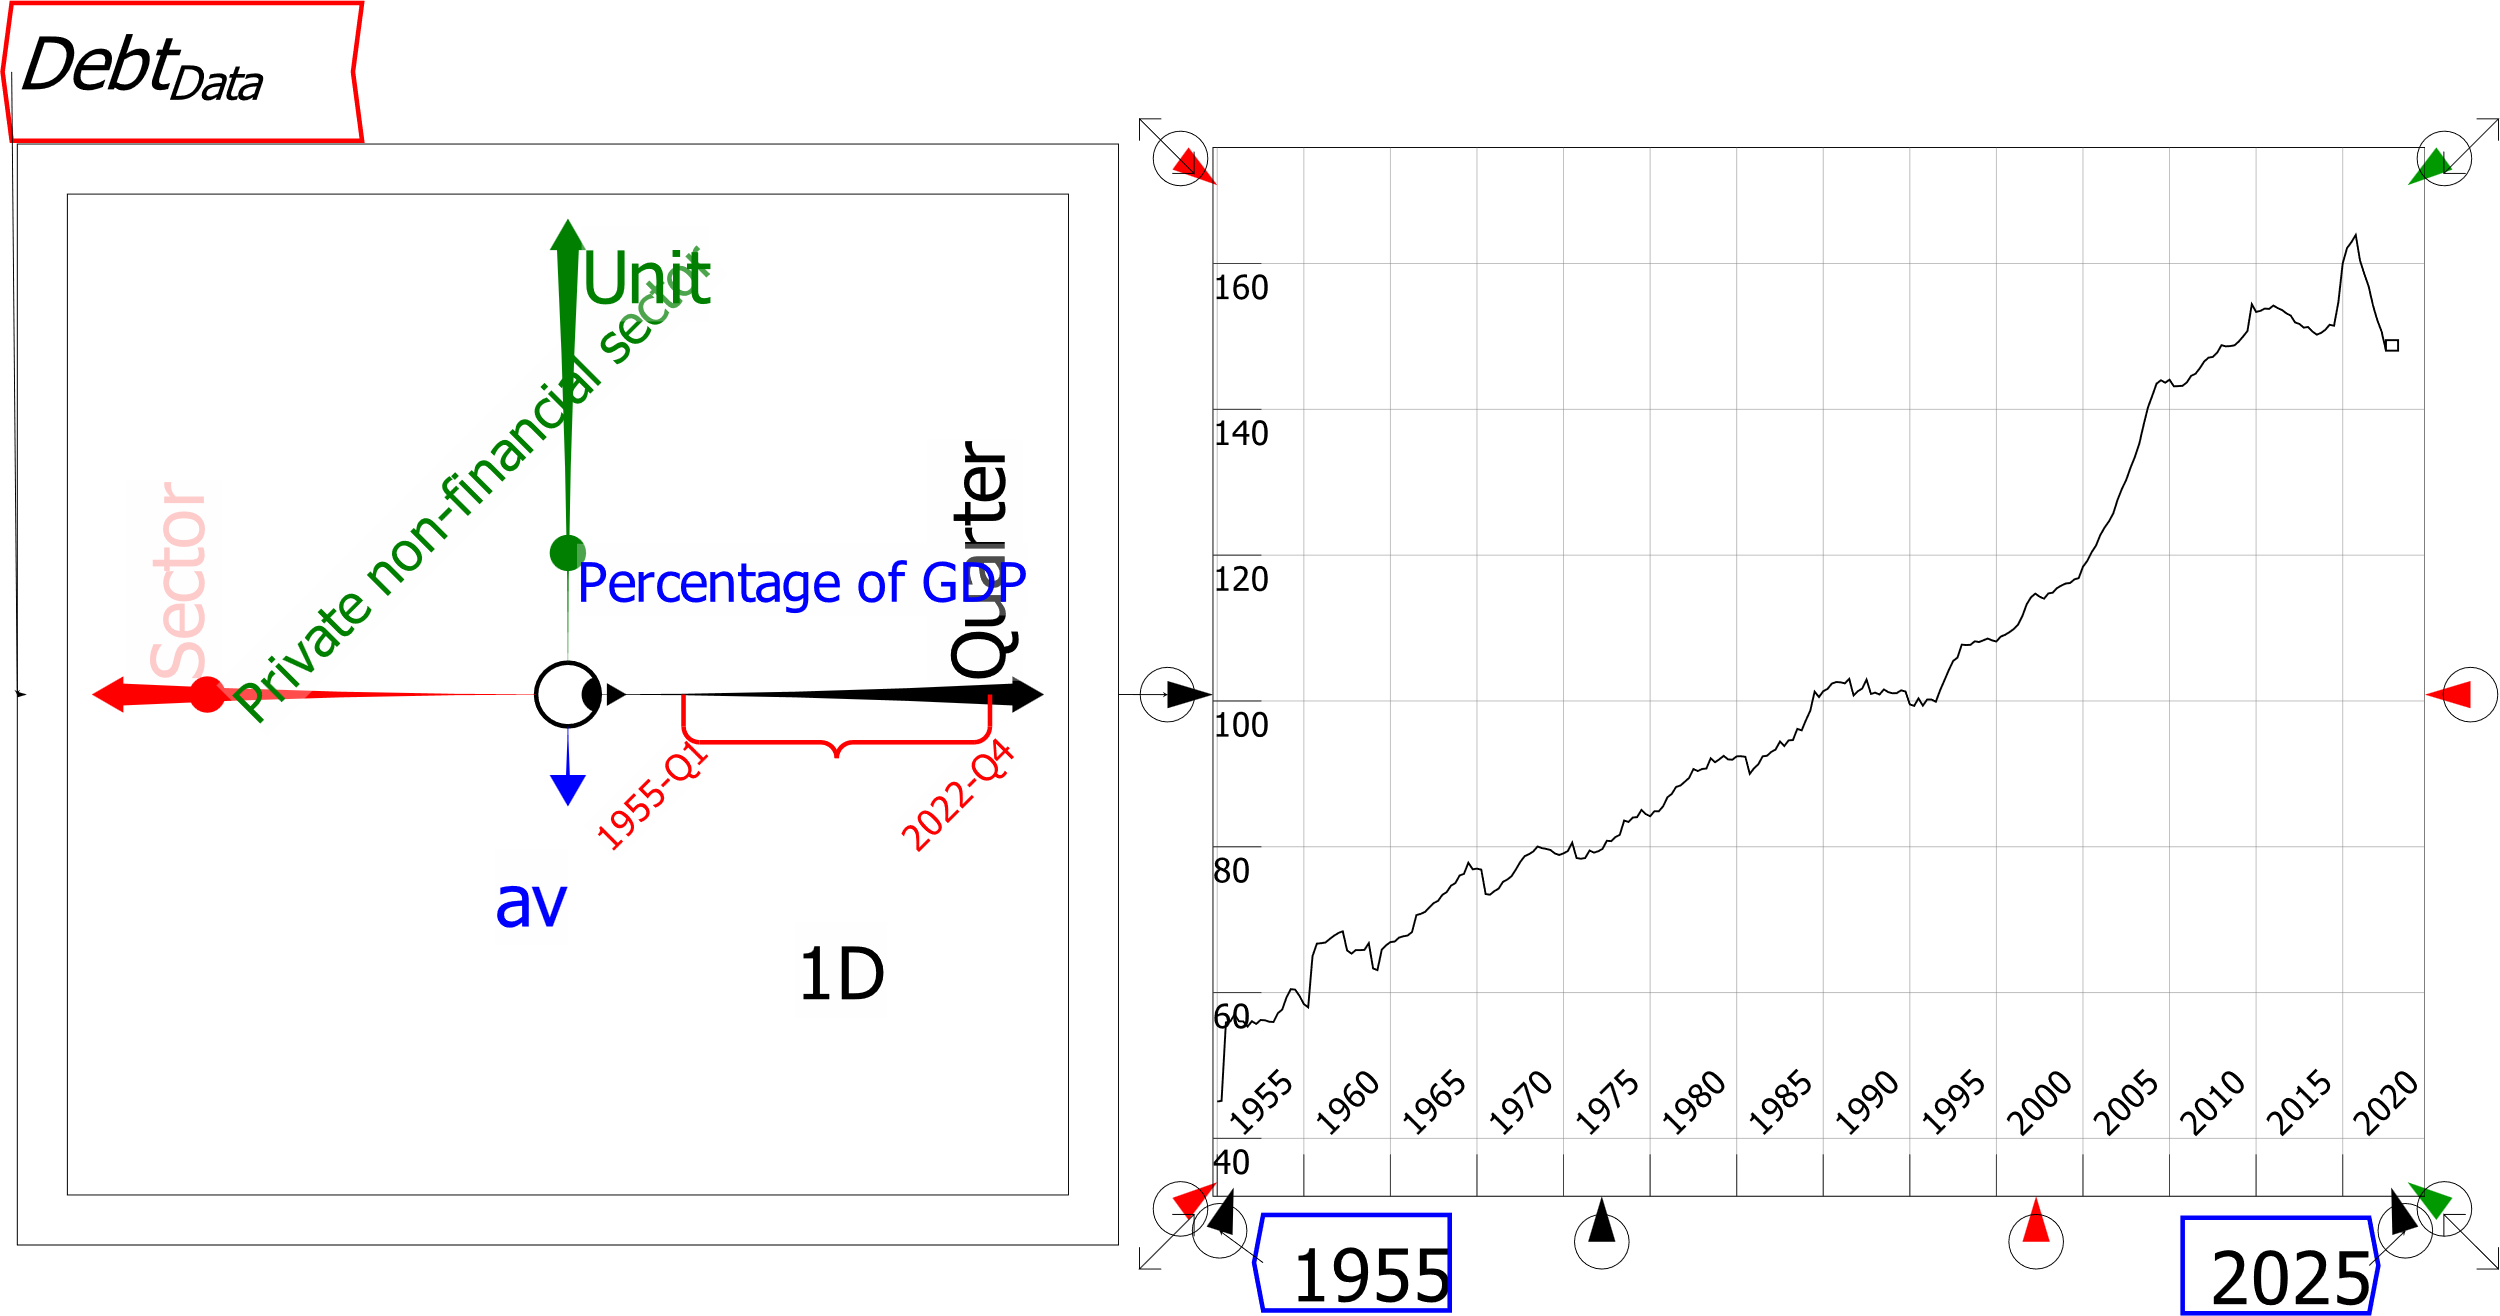 Debt Data
Unit
Private non-financial sector
Sector
Percentage of GDP
Quarter
1955-Q1
2022-Q4
av
1D
160
140
120
100
80
60
40
1955 1960 1965 1970 1975 1980 1985 1990 1995 2000 2005 2010 2015 2020
1955
2025